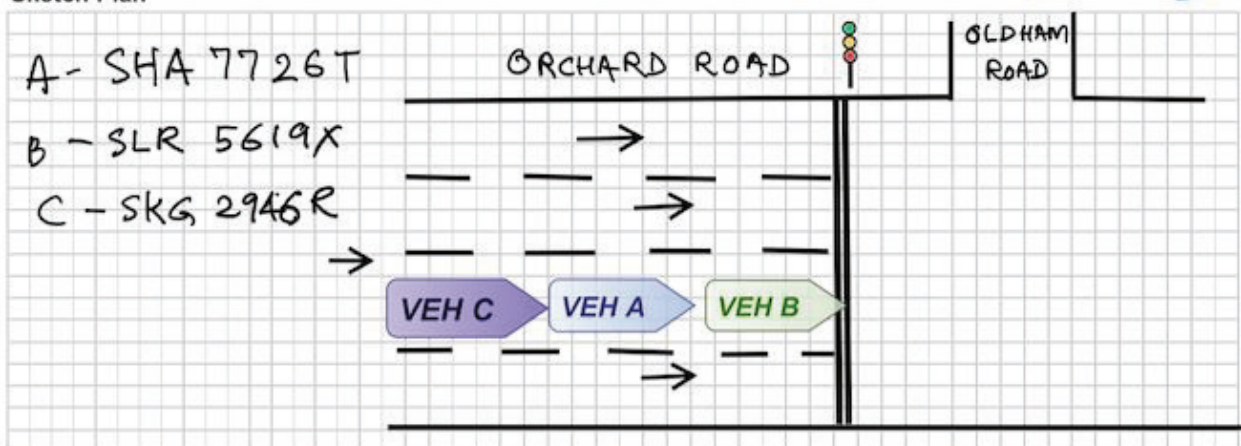 A - SHA 7726T
ORCHARD ROAD
OLDHAM
ROAD
B - SLR 5619X
C - SKG 2946R
VEH C
VEH A
VEH B